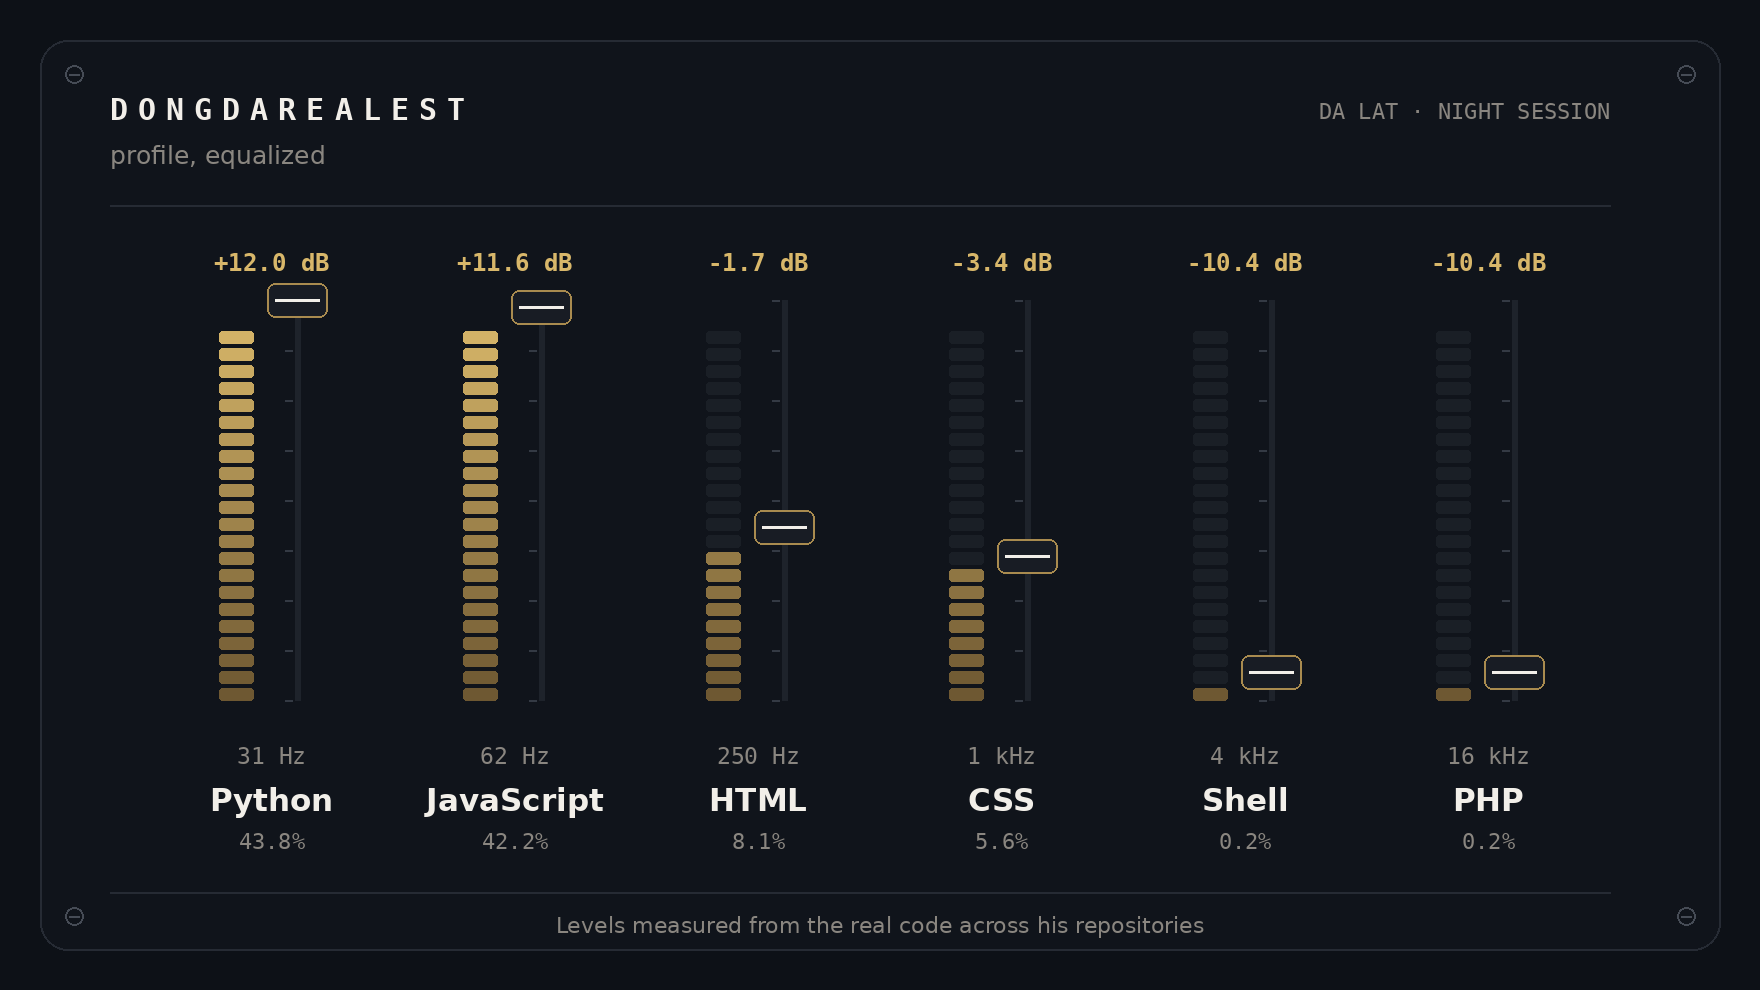 DONGDAREALEST
DA LAT · NIGHT SESSION
profile, equalized
+12.0 dB
+11.6 dB
-1.7 dB
-3.4 dB
-10.4 dB
-10.4 dB
31 Hz
62 Hz
250 Hz
1 kHz
4 kHz
16 kHz
Python
JavaScript
HTML
CSS
Shell
PHP
43.8%
42.2%
8.1%
5.6%
0.2%
0.2%
Levels measured from the real code across his repositories